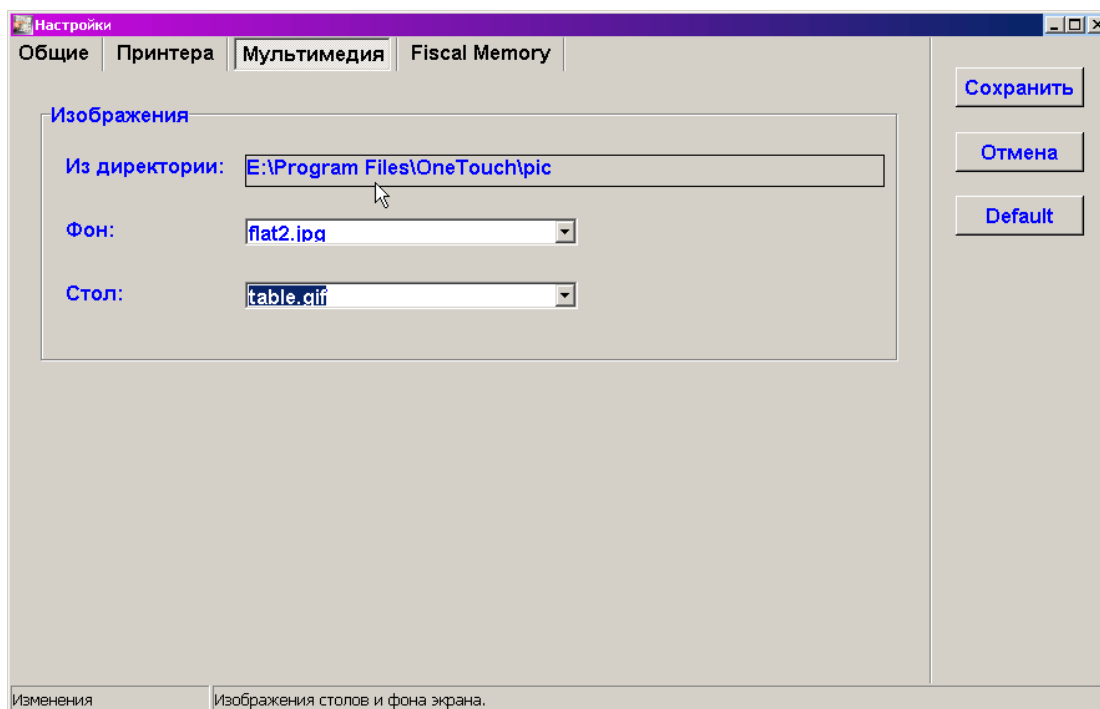 Настройки
Общие Принтера Мультимедия Fiscal Memory
Сохранить
Отмена
Default
Изображения
Из директории: E:\Program Files\OneTouch\pic
Фон: flat2.jpg
Стол: table.gif
Изменения Изображения столов и фона экрана.